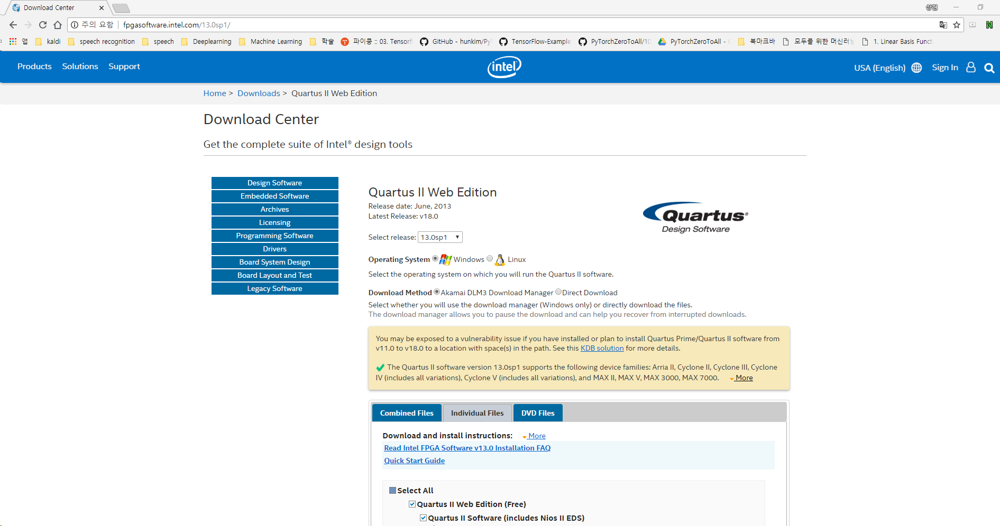 Download Center
상현
주의 요함 fpgasoftware.intel.com/13.0sp1/
앱 kaldi speech recognition speech Deeplearning Machine Learning 학술 파이쿵 :: 03. Tensorfl GitHub - hunkim/PyT TensorFlow-Example PyTorchZeroToAll/10 PyTorchZeroToAll - 북마크바 모두를 위한 머신러닝 1. Linear Basis Funct
Products Solutions Support
intel
USA (English) Sign In
Home > Downloads > Quartus II Web Edition
Download Center
Get the complete suite of Intel® design tools
Design Software
Embedded Software
Archives
Licensing
Programming Software
Drivers
Board System Design
Board Layout and Test
Legacy Software
Quartus II Web Edition
Release date: June, 2013
Latest Release: v18.0
Quartus®
Design Software
Select release: 13.0sp1
Operating System Windows Linux
Select the operating system on which you will run the Quartus II software.
Download Method Akamai DLM3 Download Manager Direct Download
Select whether you will use the download manager (Windows only) or directly download the files.
The download manager allows you to pause the download and can help you recover from interrupted downloads.
You may be exposed to a vulnerability issue if you have installed or plan to install Quartus Prime/Quartus II software from
v11.0 to v18.0 to a location with space(s) in the path. See this KDB solution for more details.
The Quartus II software version 13.0sp1 supports the following device families: Arria II, Cyclone II, Cyclone III, Cyclone
IV (includes all variations), Cyclone V (includes all variations), and MAX II, MAX V, MAX 3000, MAX 7000. More
Combined Files Individual Files DVD Files
Download and install instructions: More
Read Intel FPGA Software v13.0 Installation FAQ
Quick Start Guide
Select All
Quartus II Web Edition (Free)
Quartus II Software (includes Nios II EDS)